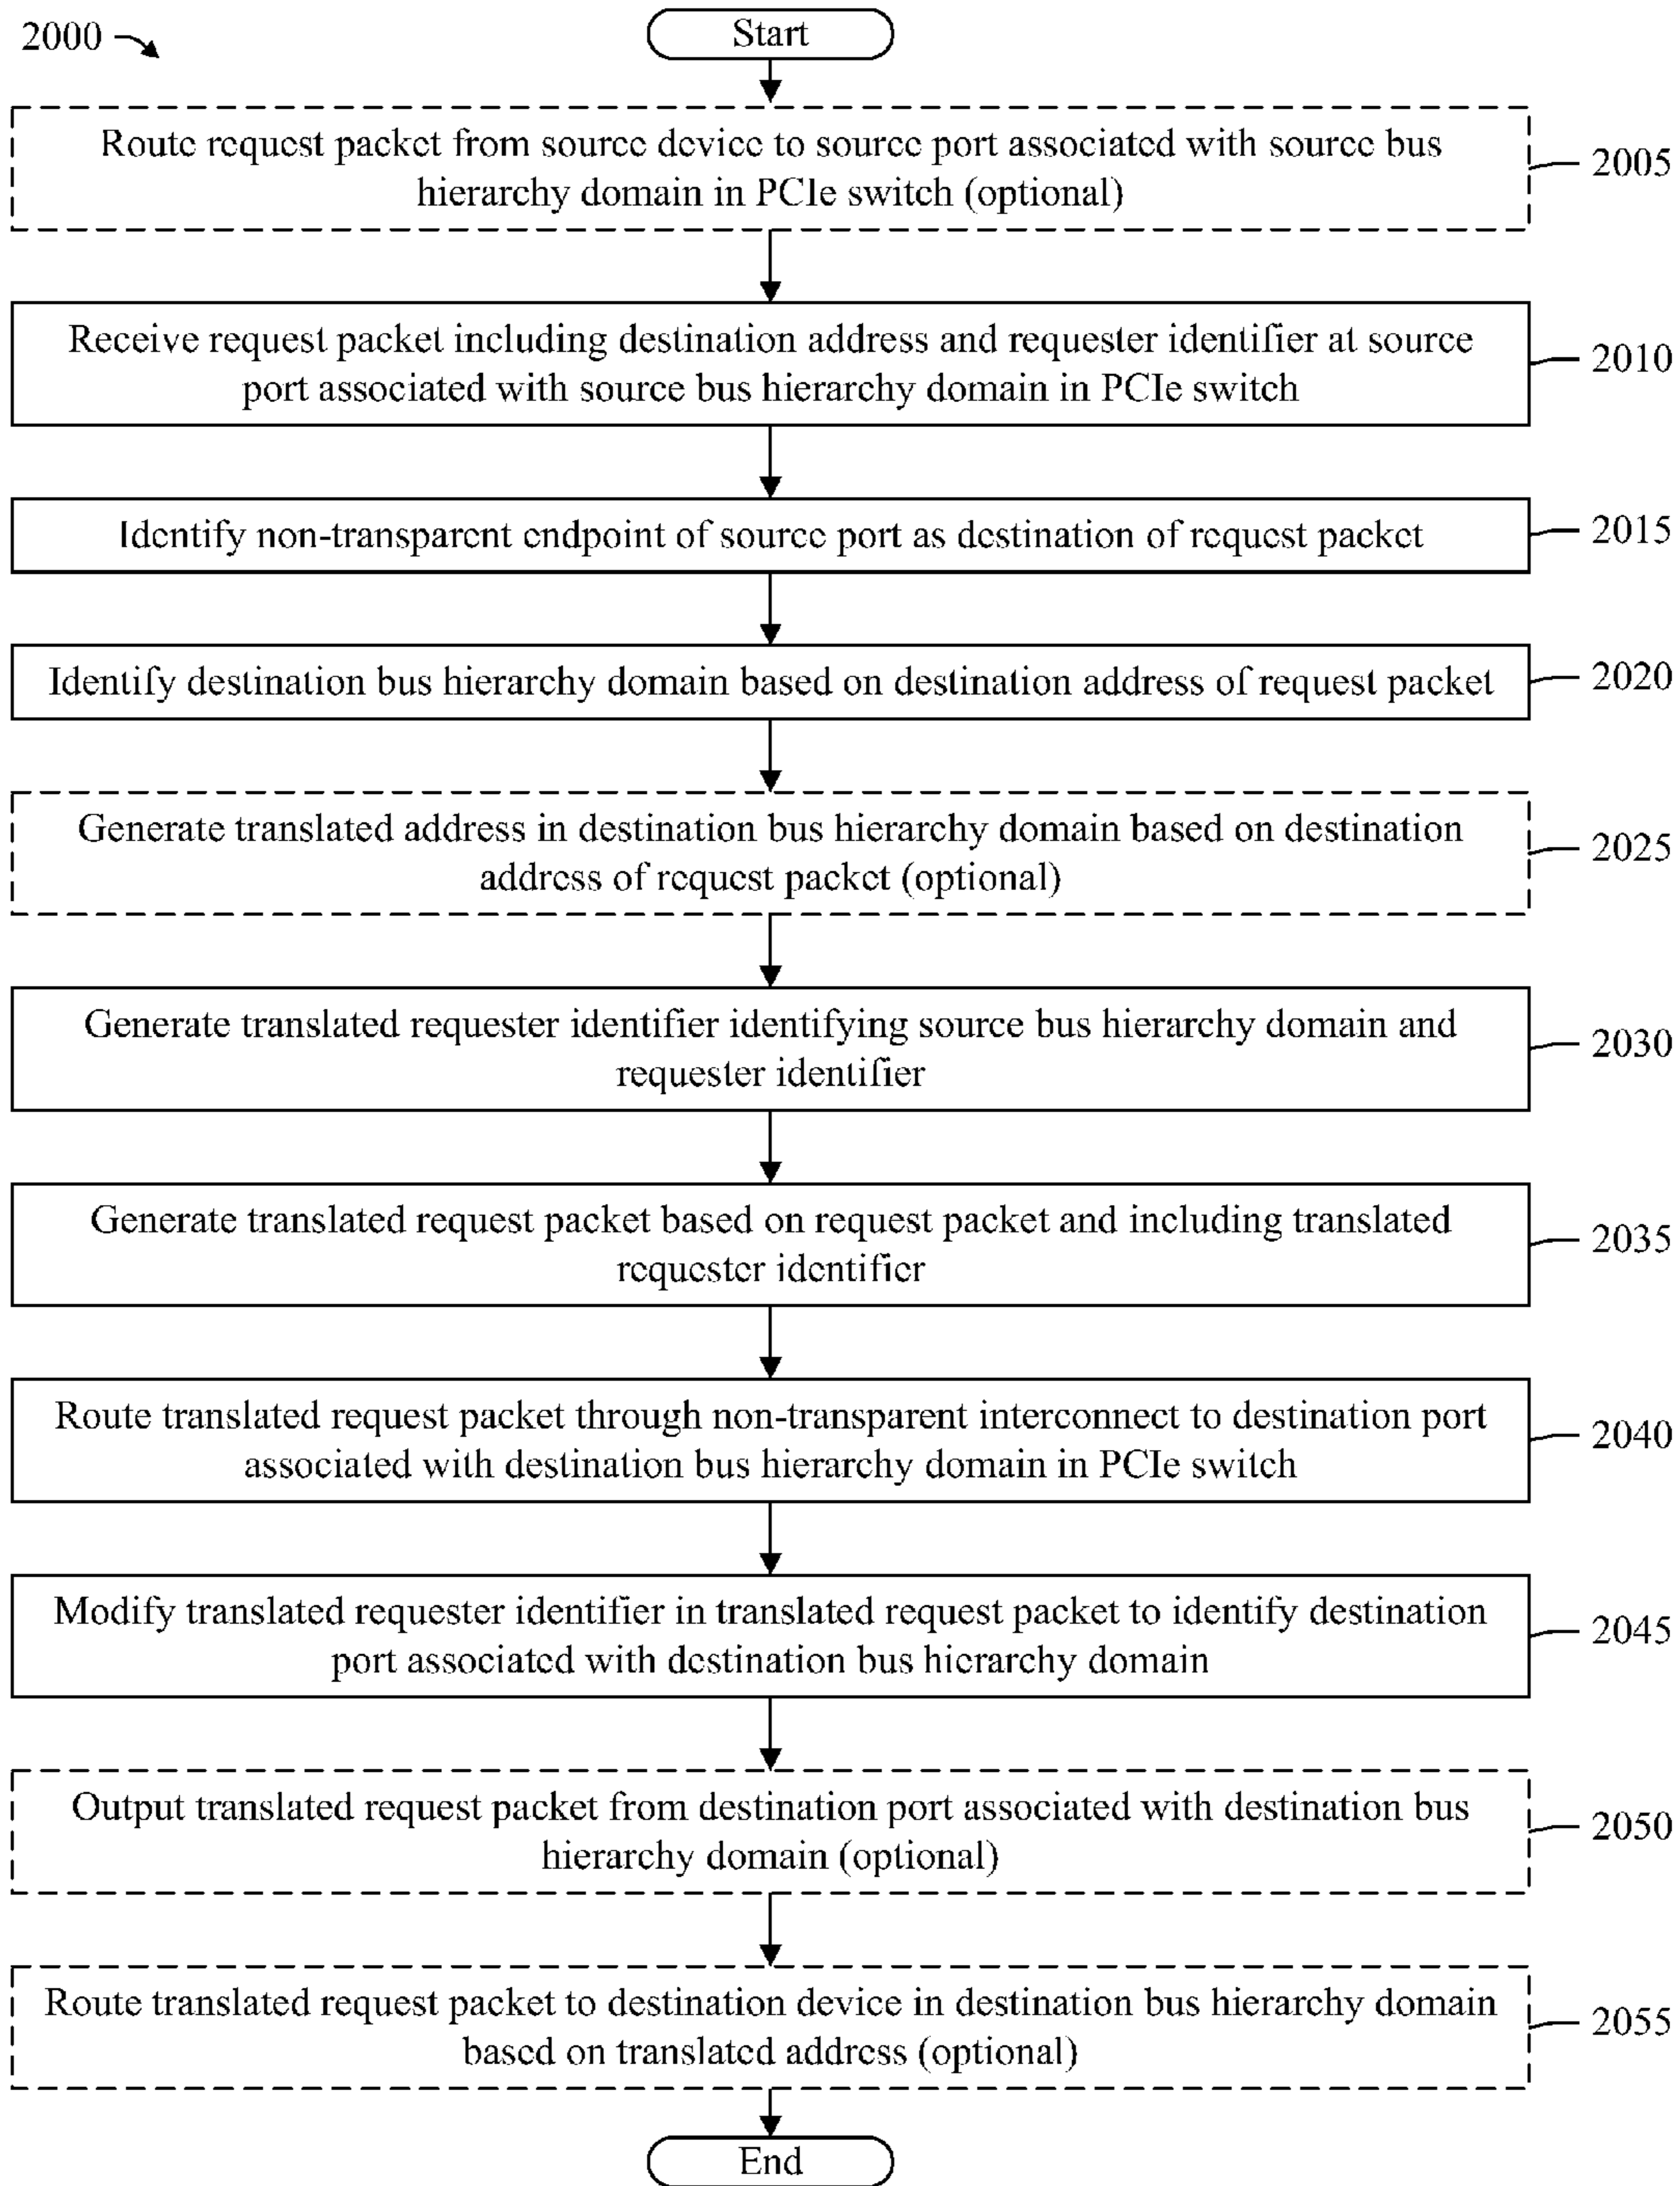 2000
Start
Route request packet from source device to source port associated with source bus
hierarchy domain in PCIe switch (optional)
2005
Receive request packet including destination address and requester identifier at source
port associated with source bus hierarchy domain in PCIe switch
2010
Identify non-transparent endpoint of source port as destination of request packet
2015
Identify destination bus hierarchy domain based on destination address of request packet
2020
Generate translated address in destination bus hierarchy domain based on destination
address of request packet (optional)
2025
Generate translated requester identifier identifying source bus hierarchy domain and
requester identifier
2030
Generate translated request packet based on request packet and including translated
requester identifier
2035
Route translated request packet through non-transparent interconnect to destination port
associated with destination bus hierarchy domain in PCIe switch
2040
Modify translated requester identifier in translated request packet to identify destination
port associated with destination bus hierarchy domain
2045
Output translated request packet from destination port associated with destination bus
hierarchy domain (optional)
2050
Route translated request packet to destination device in destination bus hierarchy domain
based on translated address (optional)
2055
End